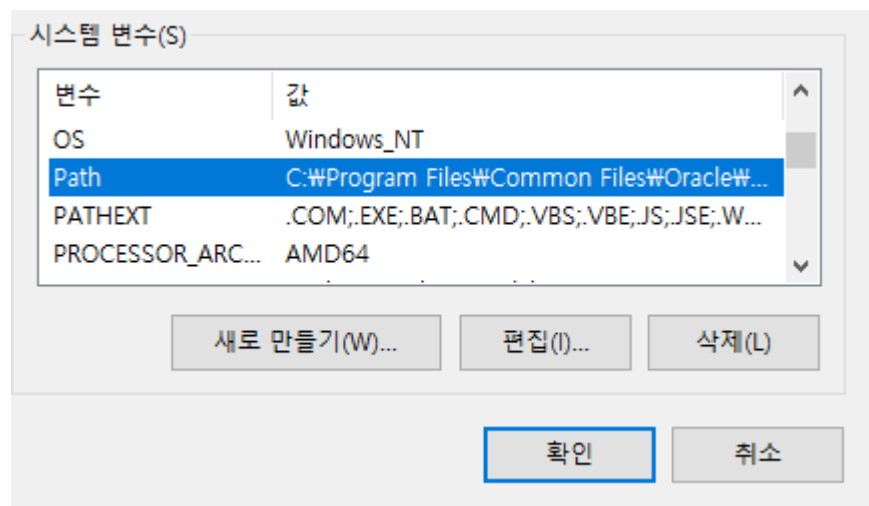 시스템 변수(S)
변수 값
OS Windows_NT
Path C:₩Program Files₩Common Files₩Oracle₩...
PATHEXT .COM;.EXE;.BAT;.CMD;.VBS;.VBE;.JS;.JSE;.W...
PROCESSOR_ARC... AMD64
새로 만들기(W)... 편집(I)... 삭제(L)
확인 취소